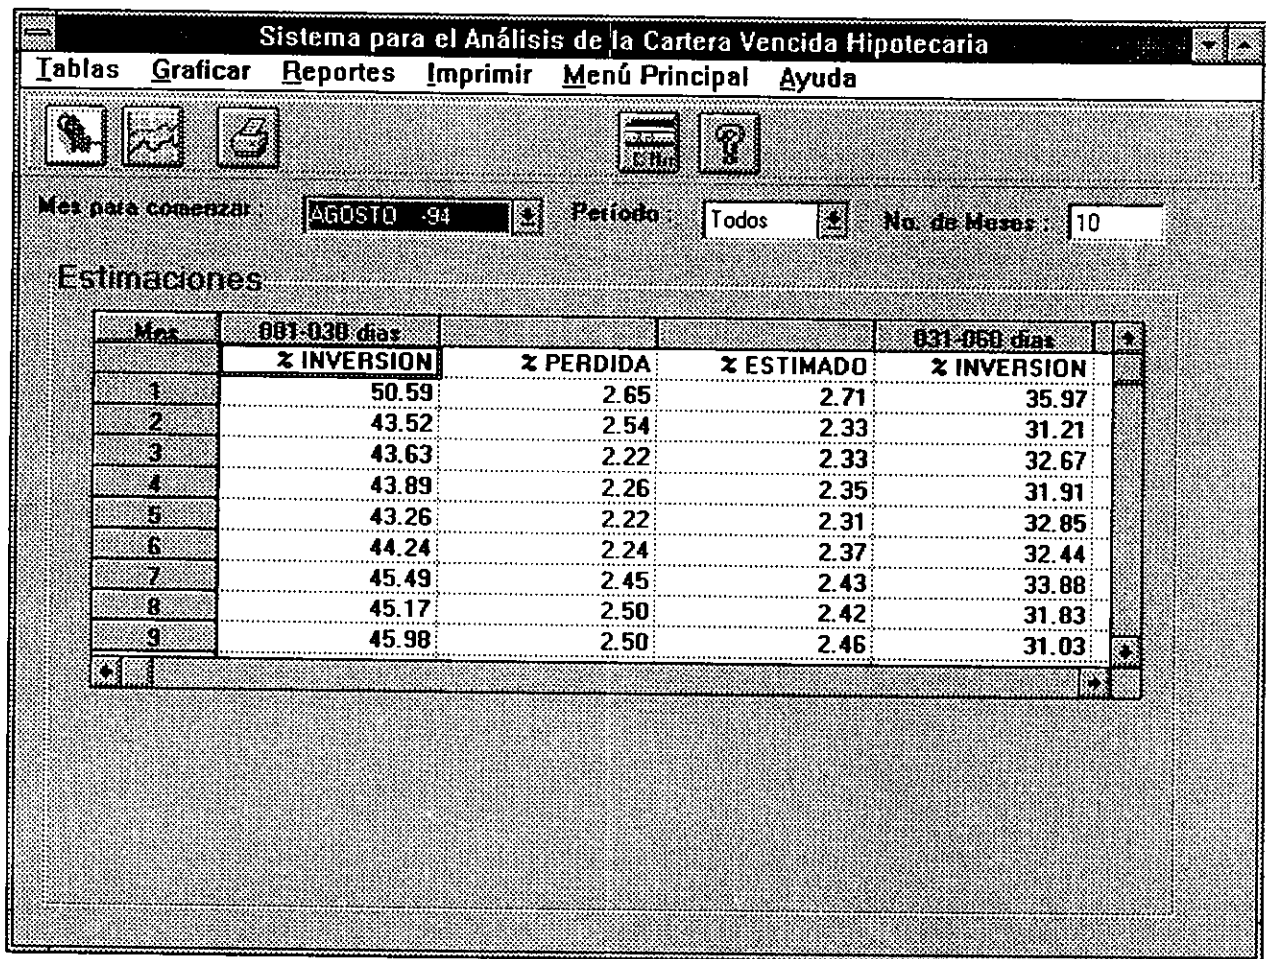 Sistema para el Análisis de la Cartera Vencida Hipotecaria
Tablas Graficar Reportes Imprimir Menú Principal Ayuda
Mes para comenzar : AGOSTO -94 Periodo : Todos No. de Meses : 10
Estimaciones
Mes 001-030 dias 031-060 dias
% INVERSION % PERDIDA % ESTIMADO % INVERSION
1 50.59 2.65 2.71 35.97
2 43.52 2.54 2.33 31.21
3 43.63 2.22 2.33 32.67
4 43.89 2.26 2.35 31.91
5 43.26 2.22 2.31 32.85
6 44.24 2.24 2.37 32.44
7 45.49 2.45 2.43 33.88
8 45.17 2.50 2.42 31.83
9 45.98 2.50 2.46 31.03